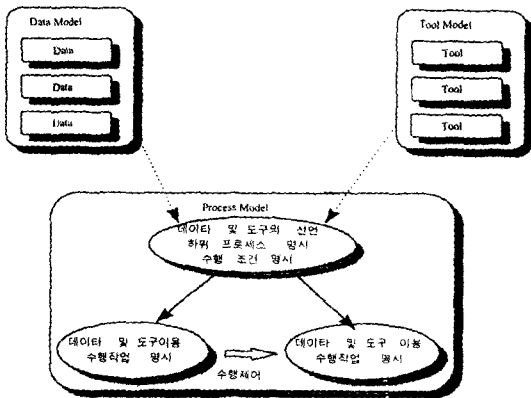 Data Model
Data
Data
Data
Tool Model
Tool
Tool
Tool
Process Model
데이타 및 도구의 선언
하위 프로세소 명시
수행 조건 명시
데이타 및 도구이용
수행작업 명시
수행제어
데이타 및 도구 이용
수행작업 명시